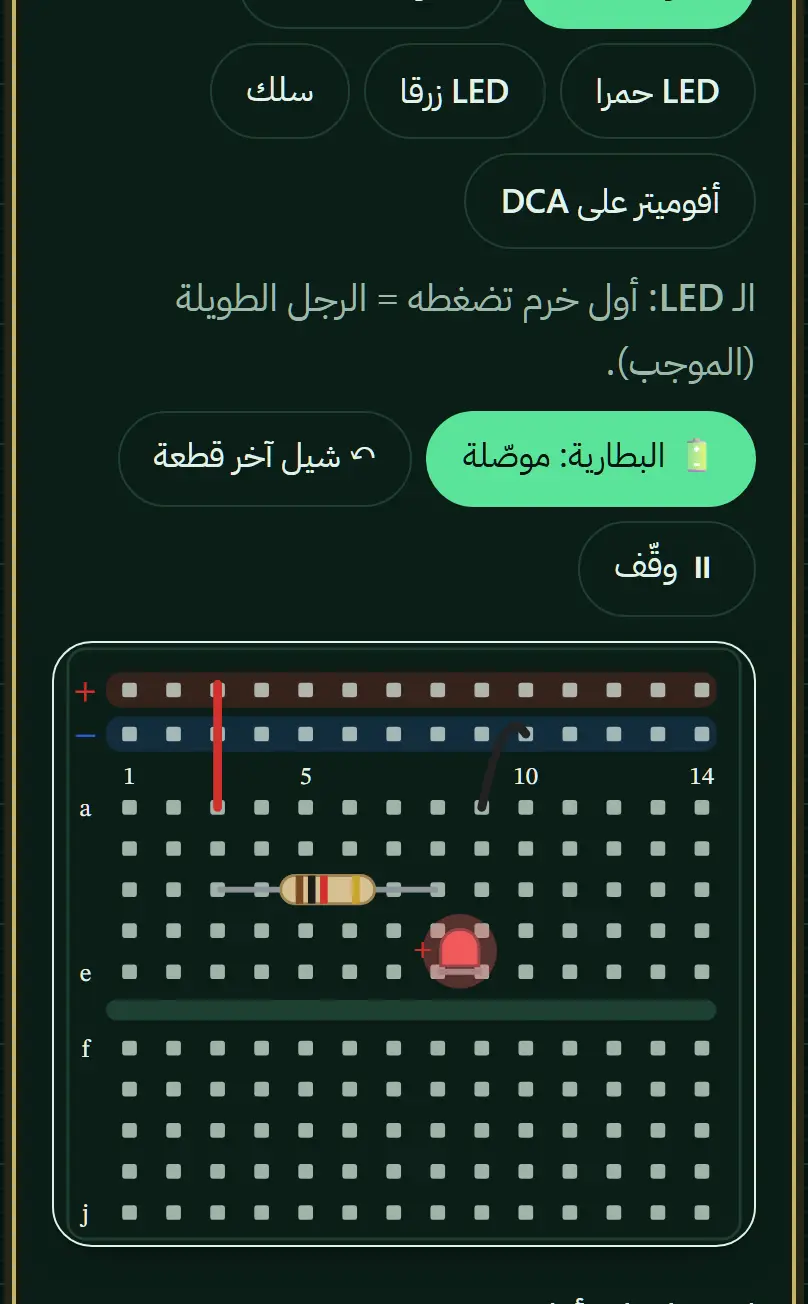 LED حمرا
LED زرقا
سلك
أفوميتر على DCA
الـ LED: أول خرم تضغطه = الرجل الطويلة
(الموجب).
🔋 البطارية: موصّلة
↶ شيل آخر قطعة
⏸ وقّف
+
−
1 5 10 14
a
+
e
f
j